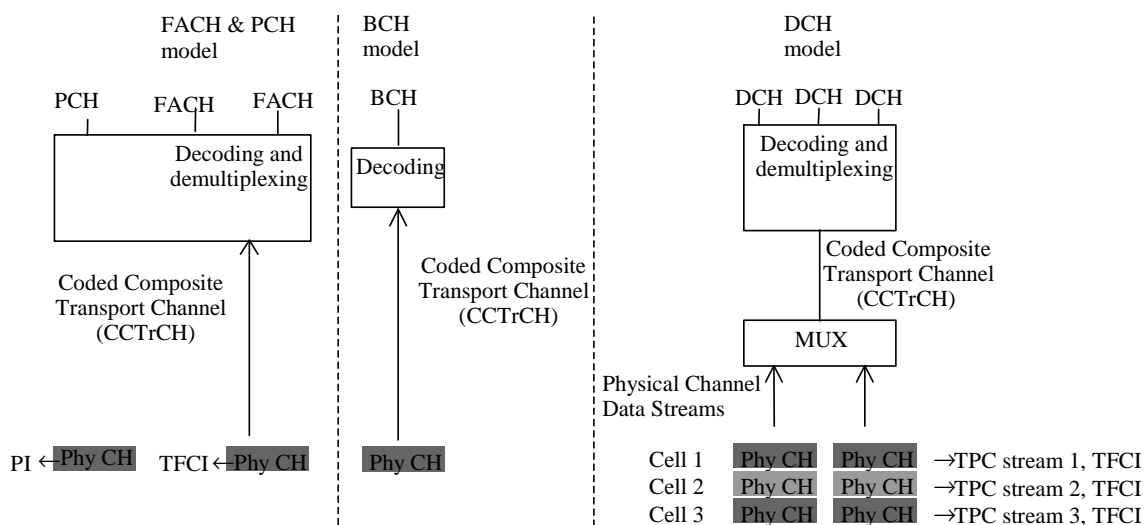 FACH & PCH
model
BCH
model
DCH
model
PCH
FACH
FACH
BCH
DCH
DCH
DCH
Decoding and
demultiplexing
Decoding
Decoding and
demultiplexing
Coded Composite
Transport Channel
(CCTrCH)
Coded Composite
Transport Channel
(CCTrCH)
Coded Composite
Transport Channel
(CCTrCH)
MUX
Physical Channel
Data Streams
PI ←Phy CH
TFCI ←Phy CH
Phy CH
Cell 1 Phy CH Phy CH →TPC stream 1, TFCI
Cell 2 Phy CH Phy CH →TPC stream 2, TFCI
Cell 3 Phy CH Phy CH →TPC stream 3, TFCI